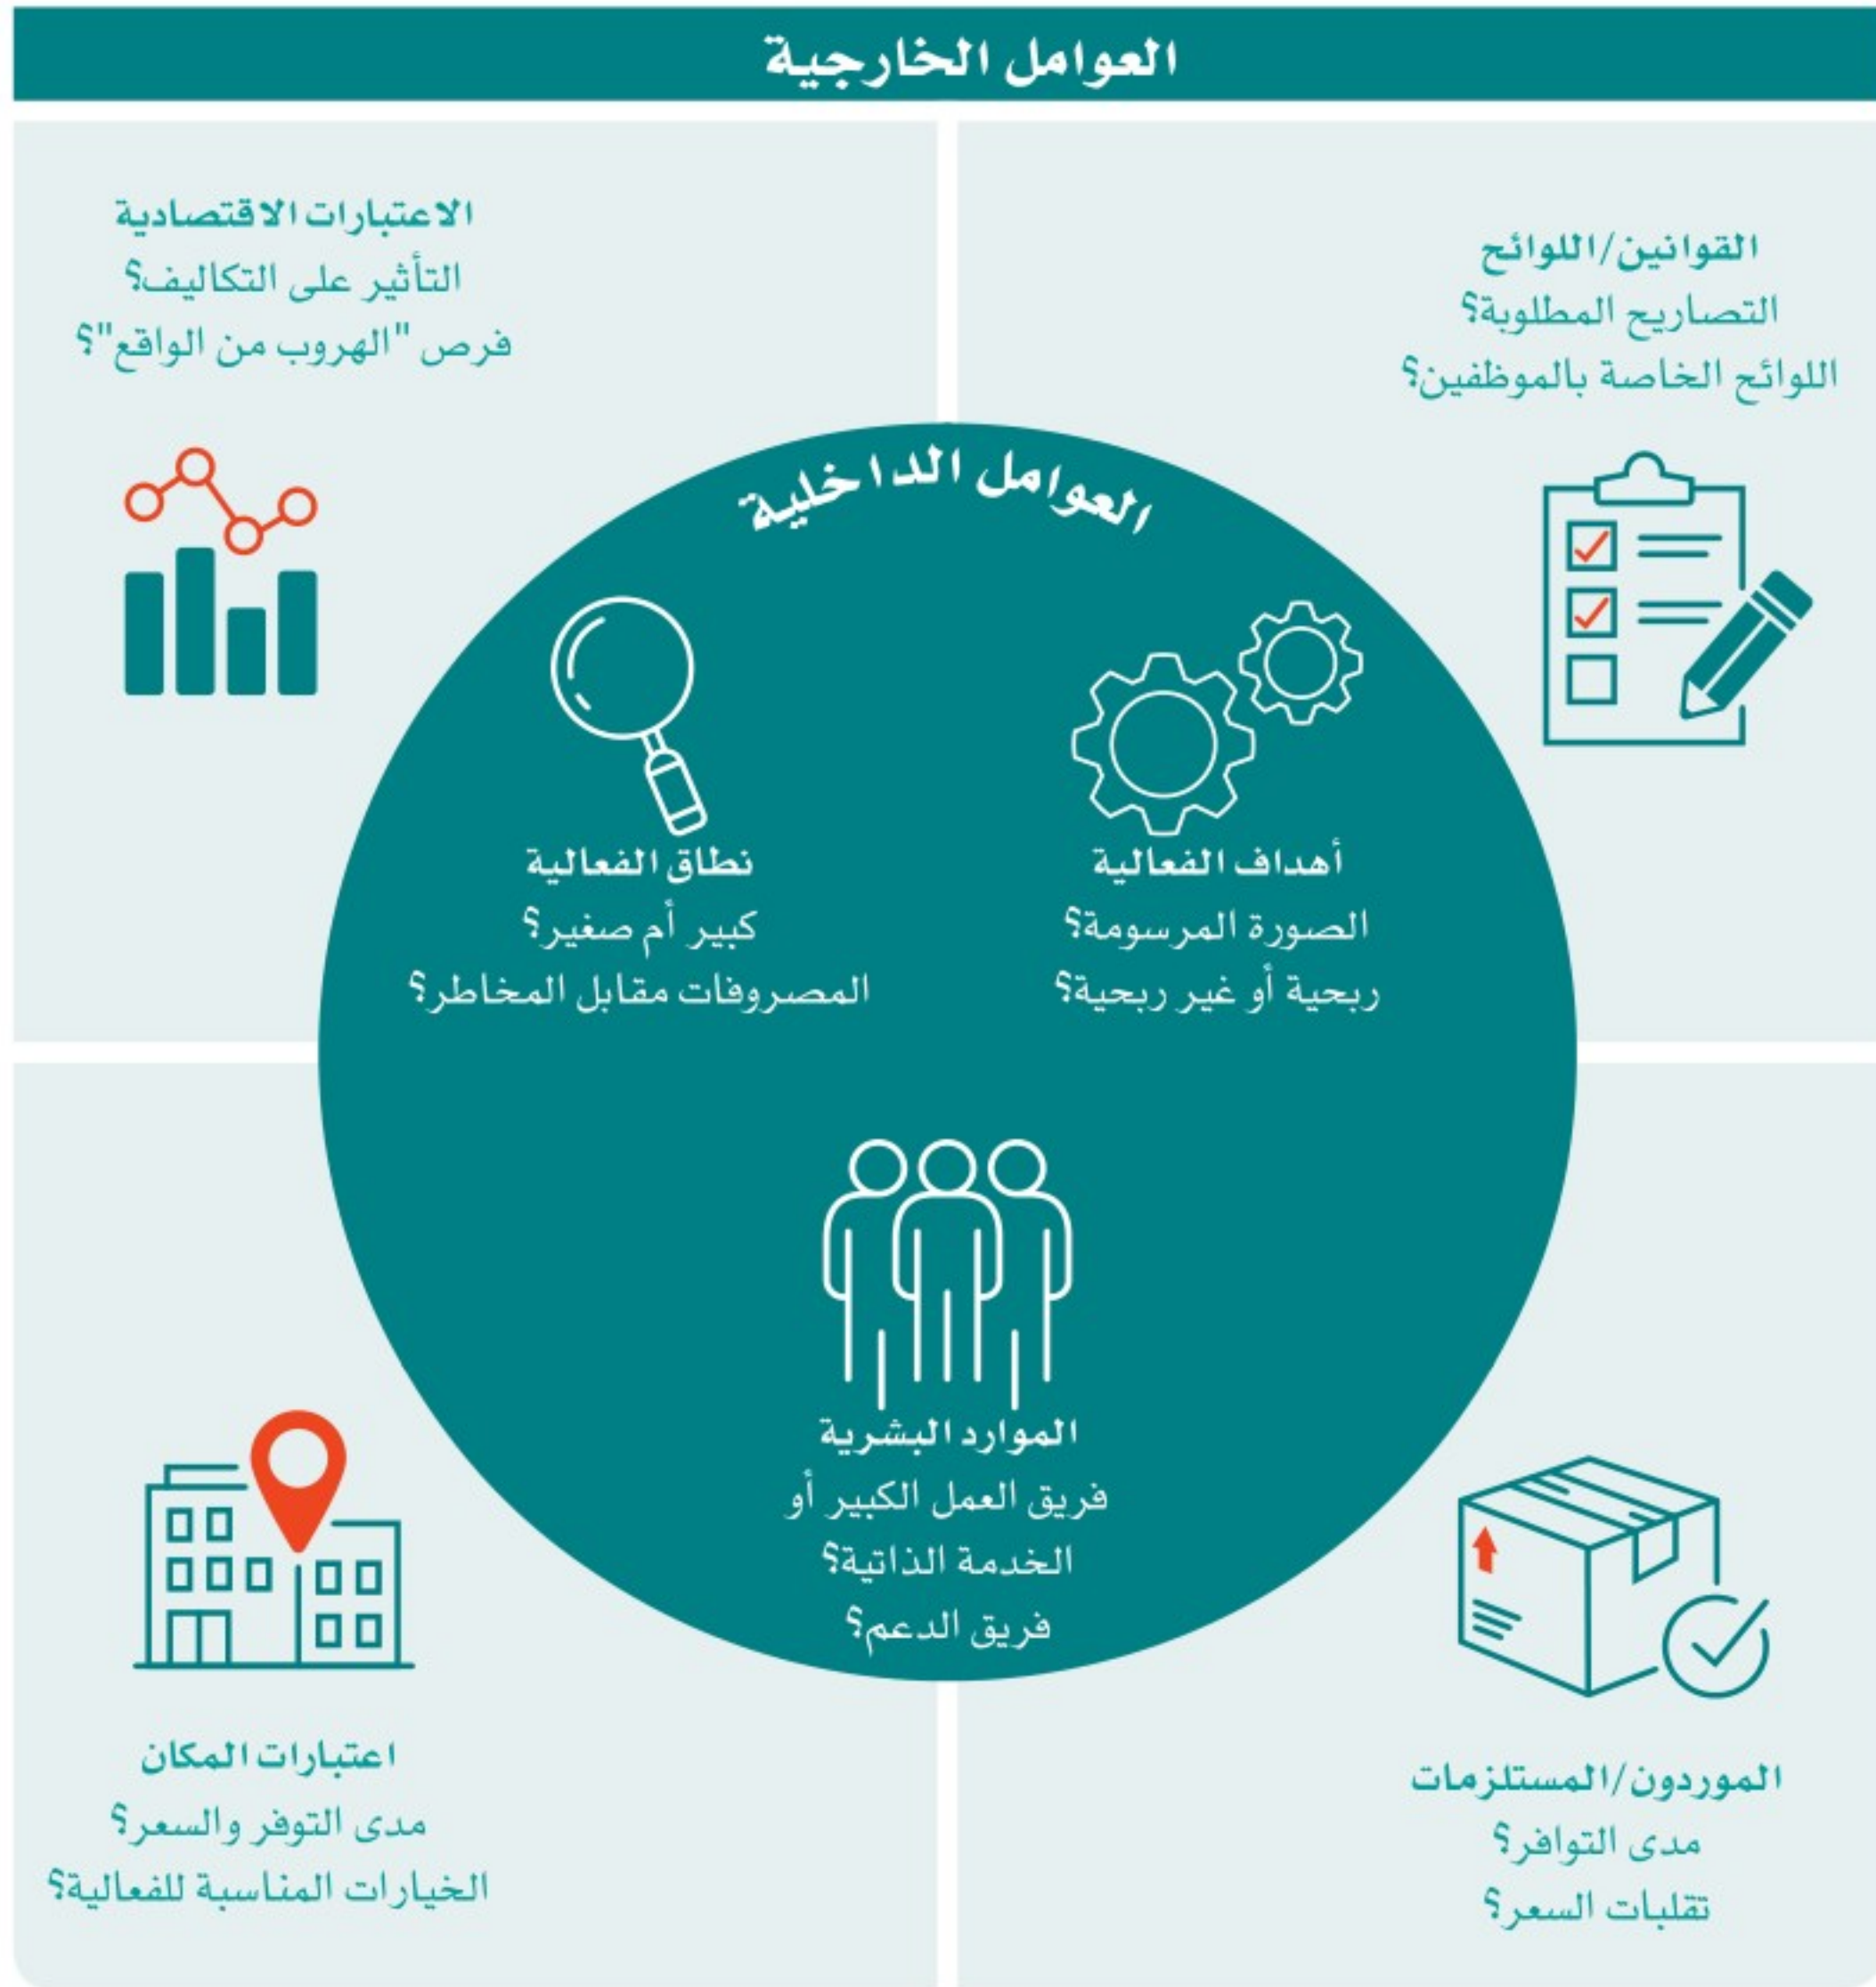 العوامل الخارجية
القوانين/اللوائح
التصاريح المطلوبة؟
اللوائح الخاصة بالموظفين؟
الاعتبارات الاقتصادية
التأثير على التكاليف؟
فرص "الهروب من الواقع"؟
العوامل الداخلية
أهداف الفعالية
الصورة المرسومة؟
ربحية أو غير ربحية؟
نطاق الفعالية
كبير أم صغير؟
المصروفات مقابل المخاطر؟
الموارد البشرية
فريق العمل الكبير أو
الخدمة الذاتية؟
فريق الدعم؟
الموردون/المستلزمات
مدى التوافر؟
تقلبات السعر؟
اعتبارات المكان
مدى التوفر والسعر؟
الخيارات المناسبة للفعالية؟